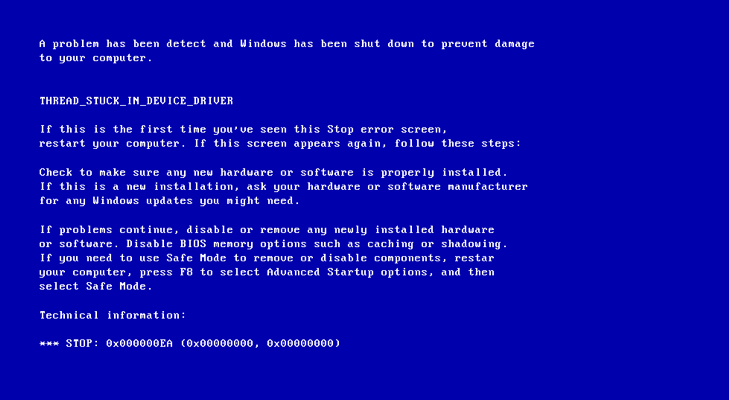 A problem has been detect and Windows has been shut down to prevent damage
to your computer.
THREAD_STUCK_IN_DEVICE_DRIVER
If this is the first time you've seen this Stop error screen,
restart your computer. If this screen appears again, follow these steps:
Check to make sure any new hardware or software is properly installed.
If this is a new installation, ask your hardware or software manufacturer
for any Windows updates you might need.
If problems continue, disable or remove any newly installed hardware
or software. Disable BIOS memory options such as caching or shadowing.
If you need to use Safe Mode to remove or disable components, restar
your computer, press F8 to select Advanced Startup options, and then
select Safe Mode.
Technical information:
*** STOP: 0x000000EA (0x00000000, 0x00000000)